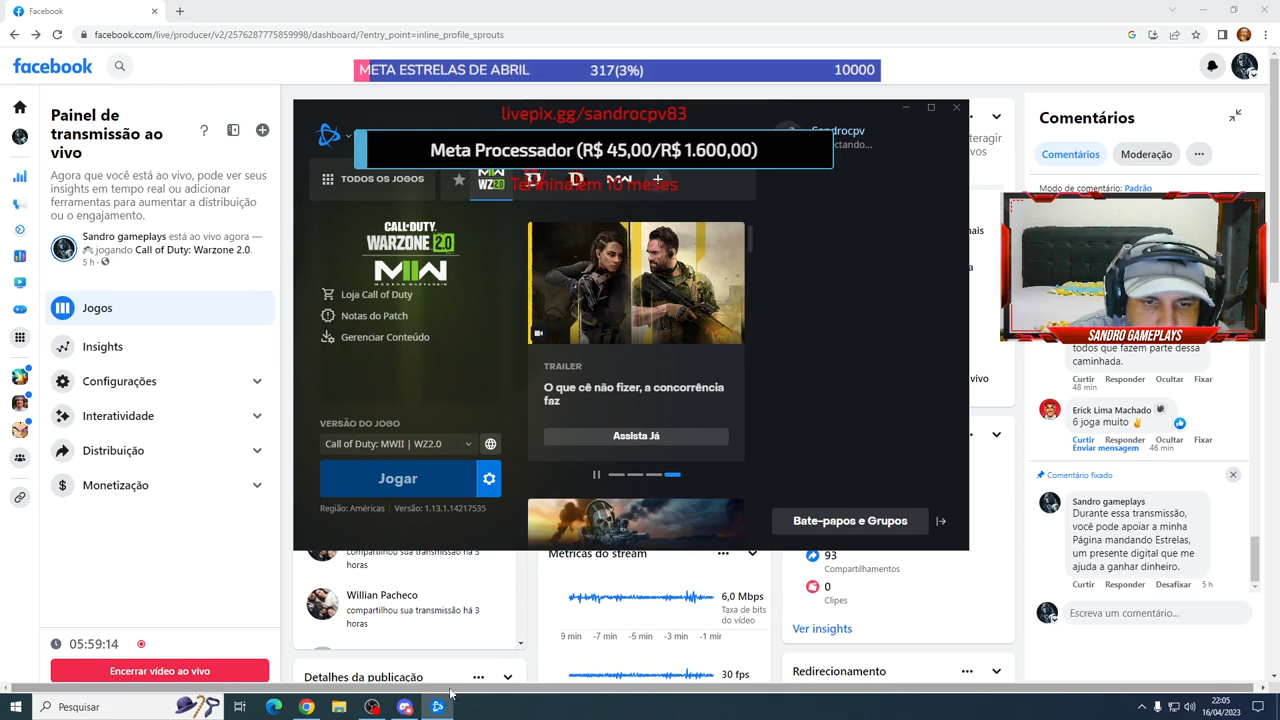 Facebook
facebook.com/live/producer/v2/2576287775859998/dashboard/?entry_point=inline_profile_sprouts
facebook
META ESTRELAS DE ABRIL 317(3%) 10000
Painel de
transmissão ao
vivo
Agora que você está ao vivo, pode ver seus
insights em tempo real ou adicionar
ferramentas para aumentar a distribuição
ou o engajamento.
Sandro gameplays está ao vivo agora —
jogando Call of Duty: Warzone 2.0.
5 h
Jogos
Insights
Configurações
Interatividade
Distribuição
Monetização
05:59:14
Encerrar vídeo ao vivo
livepix.gg/sandrocpv83
Sandrocpv
Meta Processador (R$ 45,00/R$ 1.600,00)
Termina em 10 meses
TODOS OS JOGOS
WZ2.0
CALL·DUTY
WARZONE 2.0
MWII
MODERN WARFARE II
Loja Call of Duty
Notas do Patch
Gerenciar Conteúdo
VERSÃO DO JOGO
Call of Duty: MWII | WZ2.0
Jogar
Região: Américas
Versão: 1.13.1.14217535
TRAILER
O que cê não fizer, a concorrência
faz
Assista Já
Bate-papos e Grupos
compartilhou sua transmissão há 5
horas
Willian Pacheco
compartilhou sua transmissão há 3
horas
Detalhes da publicação
Métricas do stream
6,0 Mbps
Taxa de bits
do vídeo
9 min -7 min -5 min -3 min -1 min
30 fps
93
Compartilhamentos
0
Clipes
Ver insights
Redirecionamento
Comentários
Comentários
Moderação
Modo de comentário: Padrão
SANDRO GAMEPLAYS
todos que fazem parte dessa
caminhada.
Curtir Responder Ocultar Fixar
48 min
Erick Lima Machado
6 joga muito
Curtir Responder Ocultar Fixar
Enviar mensagem 46 min
Comentário fixado
Sandro gameplays
Durante essa transmissão,
você pode apoiar a minha
Página mandando Estrelas,
um presente digital que me
ajuda a ganhar dinheiro.
Curtir Responder Desafixar 5 h
Escreva um comentário...
Pesquisar
22:05
16/04/2023